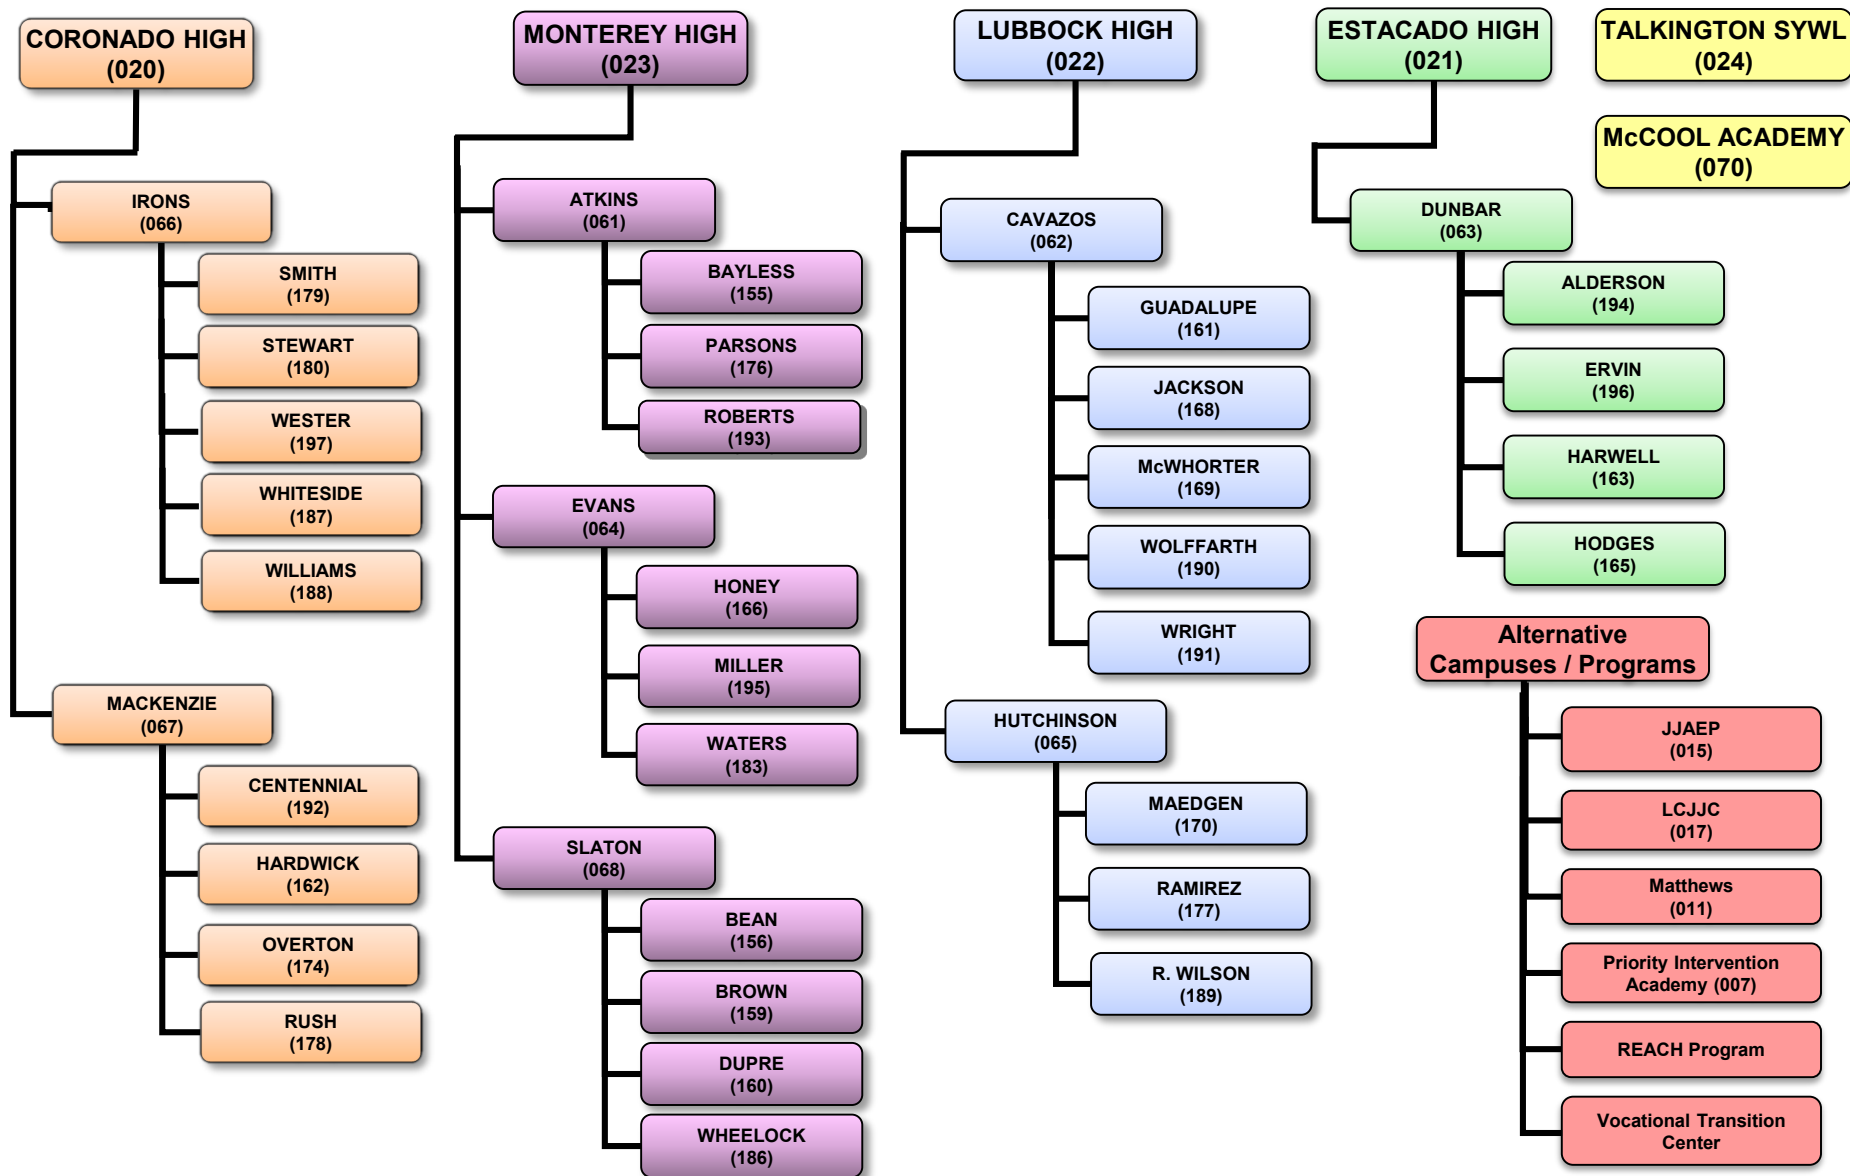 CORONADO HIGH
(020)
IRONS
(066)
SMITH
(179)
STEWART
(180)
WESTER
(197)
WHITESIDE
(187)
WILLIAMS
(188)
MACKENZIE
(067)
CENTENNIAL
(192)
HARDWICK
(162)
OVERTON
(174)
RUSH
(178)
MONTEREY HIGH
(023)
ATKINS
(061)
BAYLESS
(155)
PARSONS
(176)
ROBERTS
(193)
EVANS
(064)
HONEY
(166)
MILLER
(195)
WATERS
(183)
SLATON
(068)
BEAN
(156)
BROWN
(159)
DUPRE
(160)
WHEELOCK
(186)
LUBBOCK HIGH
(022)
CAVAZOS
(062)
GUADALUPE
(161)
JACKSON
(168)
McWHORTER
(169)
WOLFFARTH
(190)
WRIGHT
(191)
HUTCHINSON
(065)
MAEDGEN
(170)
RAMIREZ
(177)
R. WILSON
(189)
ESTACADO HIGH
(021)
DUNBAR
(063)
ALDERSON
(194)
ERVIN
(196)
HARWELL
(163)
HODGES
(165)
TALKINGTON SYWL
(024)
McCOOL ACADEMY
(070)
Alternative
Campuses / Programs
JJAEP
(015)
LCJJC
(017)
Matthews
(011)
Priority Intervention
Academy (007)
REACH Program
Vocational Transition
Center